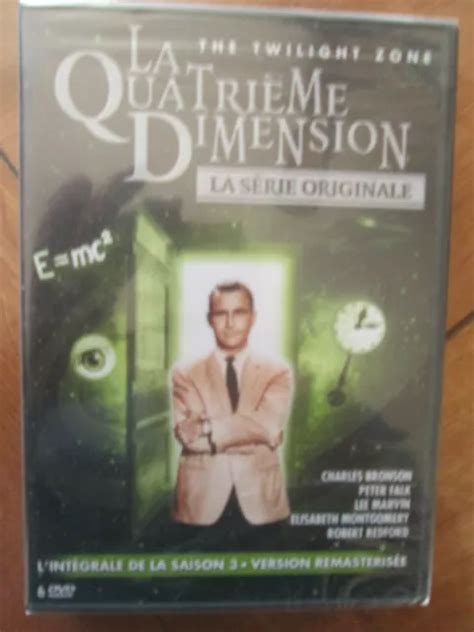 THE TWILIGHT ZONE
LA
QUATRIÈME
DIMENSION
LA SÉRIE ORIGINALE
E=mc²
CHARLES BRONSON
PETER FALK
LEE MARVIN
ELISABETH MONTGOMERY
ROBERT REDFORD
L'INTÉGRALE DE LA SAISON 3 • VERSION REMASTERISÉE
6 DVD